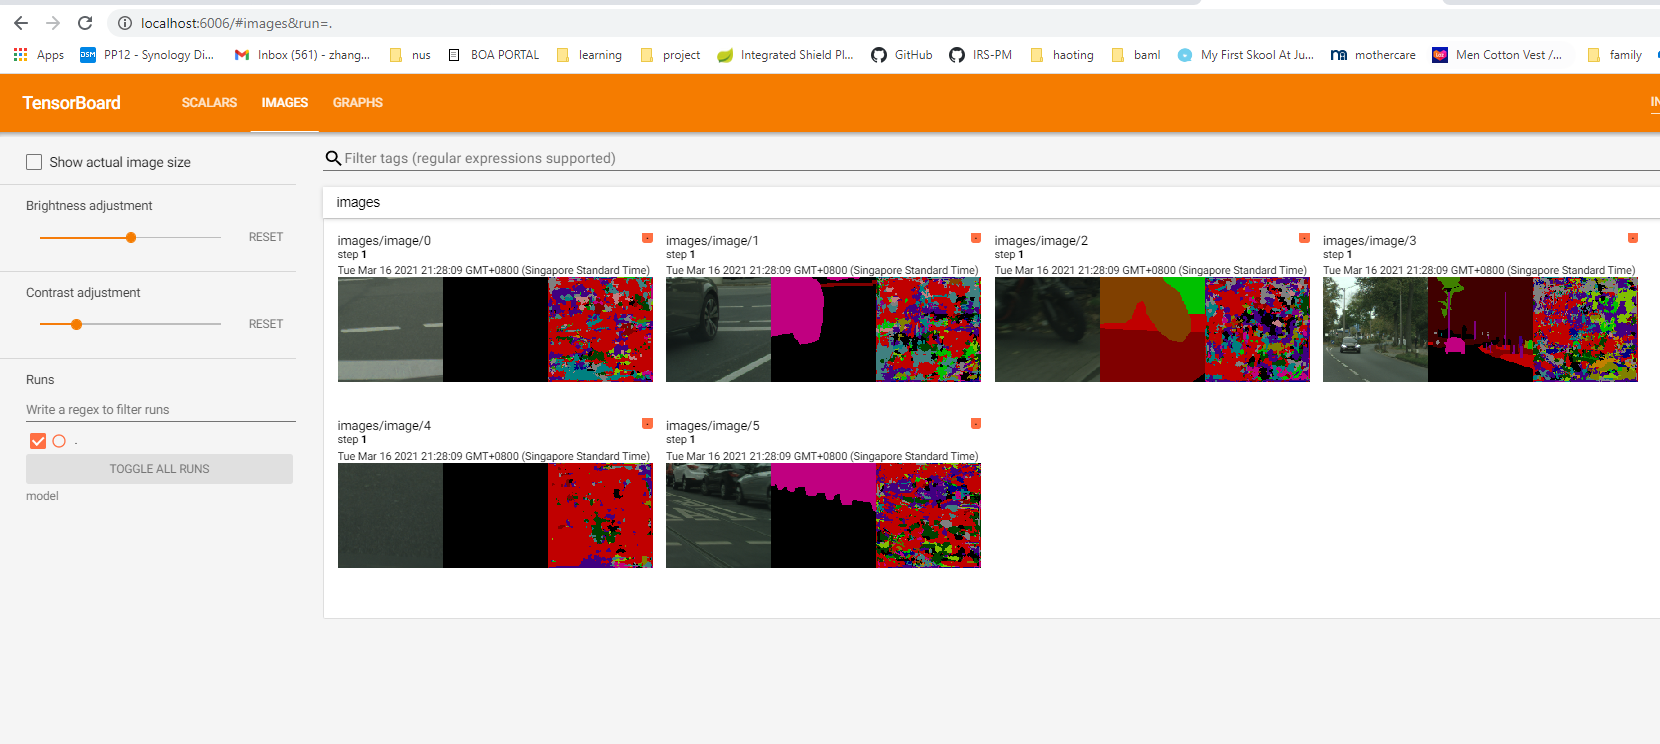 localhost:6006/#images&run=.
Apps PP12 - Synology Di... Inbox (561) - zhang... nus BOA PORTAL learning project Integrated Shield Pl... GitHub IRS-PM haoting baml My First Skool At Ju... mothercare Men Cotton Vest /... family
TensorBoard SCALARS IMAGES GRAPHS IN
Show actual image size
Filter tags (regular expressions supported)
Brightness adjustment
RESET
Contrast adjustment
RESET
Runs
Write a regex to filter runs
.
TOGGLE ALL RUNS
model
images
images/image/0
step 1
Tue Mar 16 2021 21:28:09 GMT+0800 (Singapore Standard Time)
images/image/1
step 1
Tue Mar 16 2021 21:28:09 GMT+0800 (Singapore Standard Time)
images/image/2
step 1
Tue Mar 16 2021 21:28:09 GMT+0800 (Singapore Standard Time)
images/image/3
step 1
Tue Mar 16 2021 21:28:09 GMT+0800 (Singapore Standard Time)
images/image/4
step 1
Tue Mar 16 2021 21:28:09 GMT+0800 (Singapore Standard Time)
images/image/5
step 1
Tue Mar 16 2021 21:28:09 GMT+0800 (Singapore Standard Time)